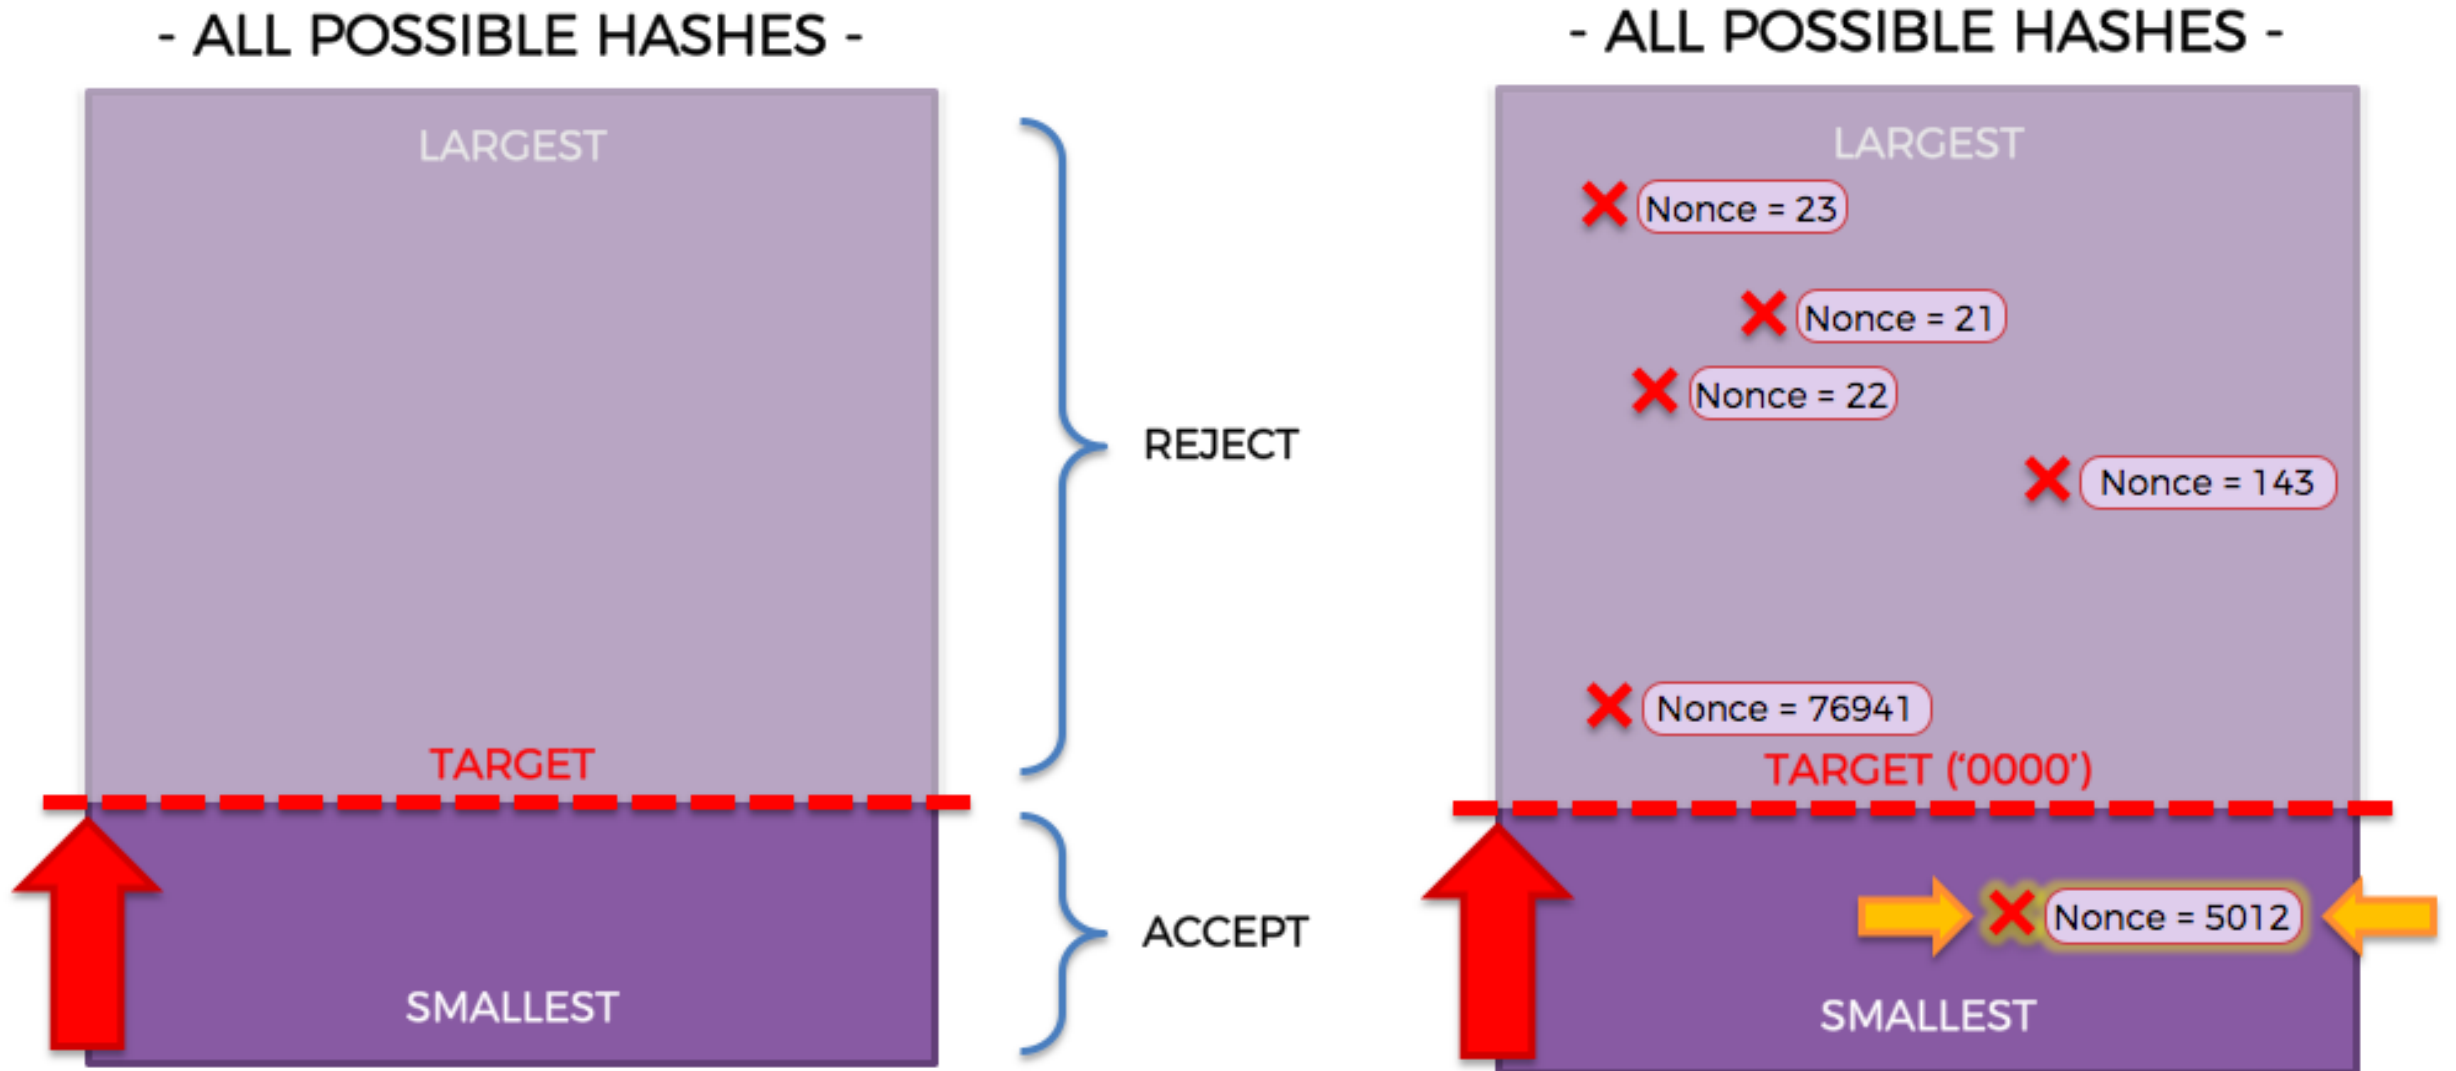 - ALL POSSIBLE HASHES -
LARGEST
REJECT
TARGET
ACCEPT
SMALLEST
- ALL POSSIBLE HASHES -
LARGEST
Nonce = 23
Nonce = 21
Nonce = 22
Nonce = 143
Nonce = 76941
TARGET (‘0000’)
Nonce = 5012
SMALLEST